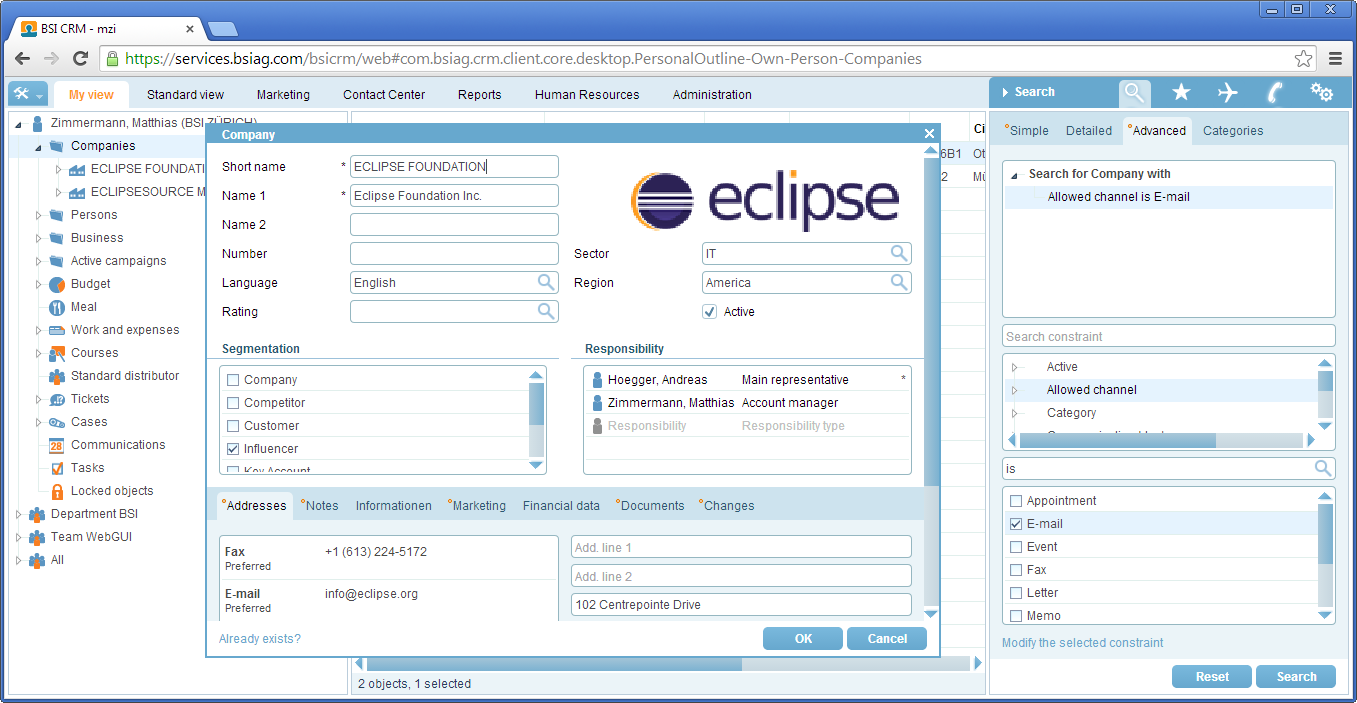 BSI CRM - mzi
https://services.bsiag.com/bsicrm/web#com.bsiag.crm.client.core.desktop.PersonalOutline-Own-Person-Companies
My view Standard view Marketing Contact Center Reports Human Resources Administration
Zimmermann, Matthias (BSI ZÜRICH)
Companies
ECLIPSE FOUNDATI
ECLIPSESOURCE M
Persons
Business
Active campaigns
Budget
Meal
Work and expenses
Courses
Standard distributor
Tickets
Cases
28 Communications
Tasks
Locked objects
Department BSI
Team WebGUI
All
Ci
6B1 Ot
2 Mü
Company
Short name * ECLIPSE FOUNDATION
Name 1 * Eclipse Foundation Inc.
Name 2
Number
Language English
Rating
eclipse
Sector IT
Region America
Active
Segmentation
Company
Competitor
Customer
Influencer
Key Account
Responsibility
Hoegger, Andreas Main representative *
Zimmermann, Matthias Account manager
Responsibility Responsibility type
Addresses Notes Informationen Marketing Financial data Documents Changes
Fax +1 (613) 224-5172
Preferred
E-mail info@eclipse.org
Preferred
Add. line 1
Add. line 2
102 Centrepointe Drive
Already exists?
OK Cancel
2 objects, 1 selected
Search
Simple Detailed Advanced Categories
Search for Company with
Allowed channel is E-mail
Search constraint
Active
Allowed channel
Category
is
Appointment
E-mail
Event
Fax
Letter
Memo
Modify the selected constraint
Reset Search